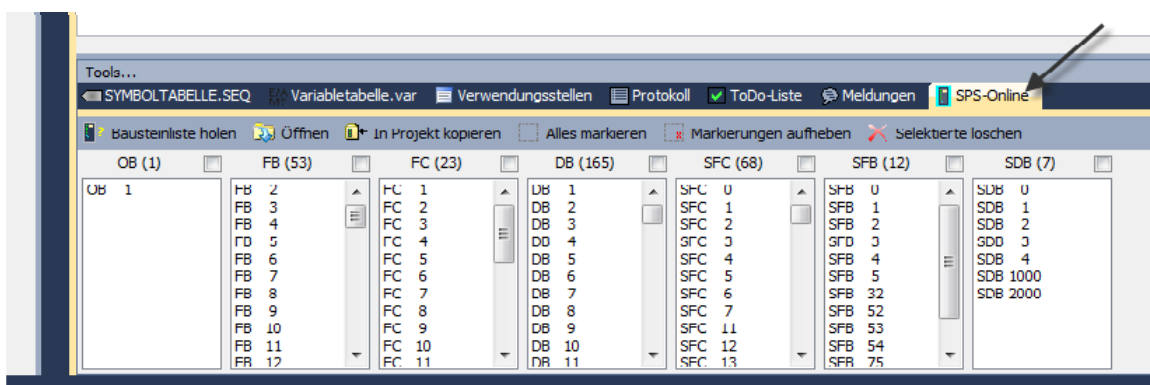 Tools...
SYMBOLTABELLE.SEQ Variabletabelle.var Verwendungsstellen Protokoll ToDo-Liste Meldungen SPS-Online
Bausteinliste holen Öffnen In Projekt kopieren Alles markieren Markierungen aufheben Selektierte löschen
OB (1) FB (53) FC (23) DB (165) SFC (68) SFB (12) SDB (7)
OB 1 FB 2 FC 1 DB 1 SFC 0 SFB 0 SDB 0
FB 3 FC 2 DB 2 SFC 1 SFB 1 SDB 1
FB 4 FC 3 DB 3 SFC 2 SFB 2 SDB 2
FB 5 FC 4 DB 4 SFC 3 SFB 3 SDB 3
FB 6 FC 5 DB 5 SFC 4 SFB 4 SDB 4
FB 7 FC 6 DB 6 SFC 5 SFB 5 SDB 1000
FB 8 FC 7 DB 7 SFC 6 SFB 32 SDB 2000
FB 9 FC 8 DB 8 SFC 7 SFB 52
FB 10 FC 9 DB 9 SFC 11 SFB 53
FB 11 FC 10 DB 10 SFC 12 SFB 54
FB 12 FC 11 DB 11 SFC 13 SFB 75